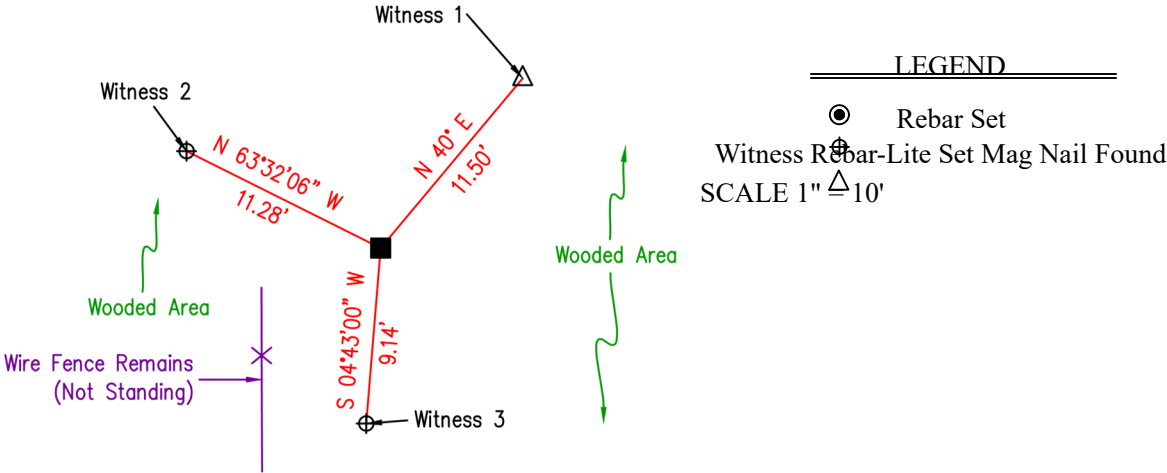 Witness 1
Witness 2
N 63°32'06" W
11.28'
N 40° E
11.50'
Wooded Area
Wooded Area
Wire Fence Remains
(Not Standing)
S 04°43'00" W
9.14'
Witness 3
LEGEND
Rebar Set
Witness Rebar-Lite Set Mag Nail Found
SCALE 1" = 10'